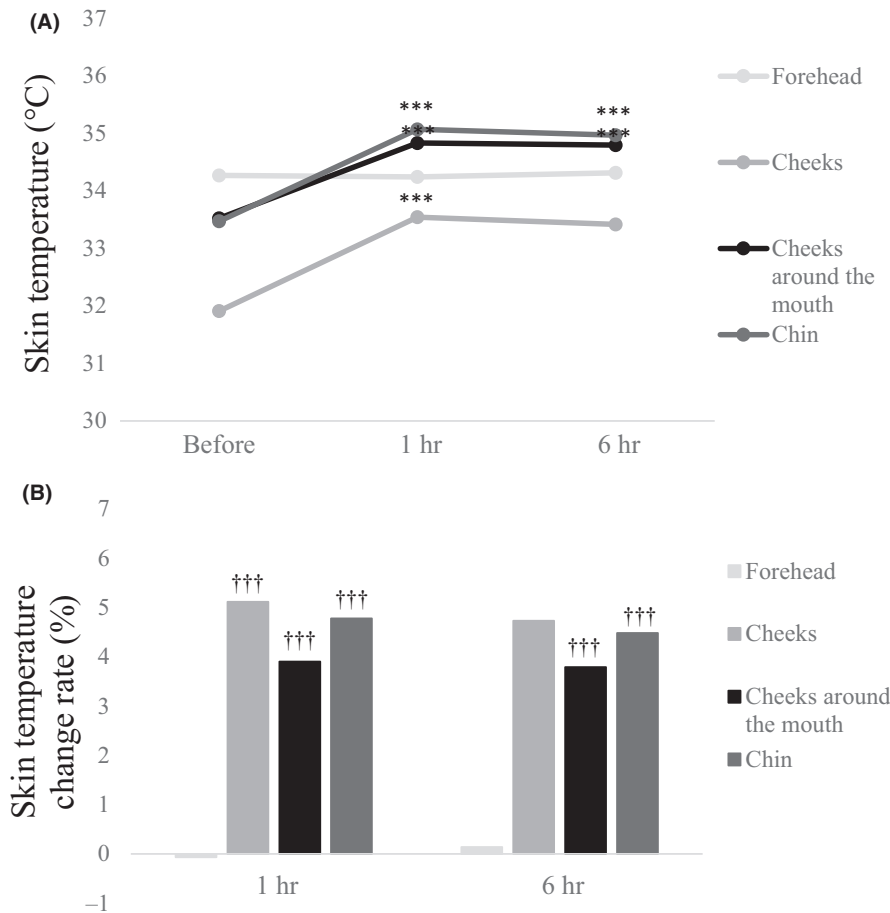 (A)
Skin temperature (°C)
37
36
35
34
33
32
31
30
***
***
***
***
***
Before
1 hr
6 hr
Forehead
Cheeks
Cheeks
around the
mouth
Chin
(B)
Skin temperature
change rate (%)
7
6
5
4
3
2
1
0
–1
†††
†††
†††
†††
†††
1 hr
6 hr
Forehead
Cheeks
Cheeks around
the mouth
Chin